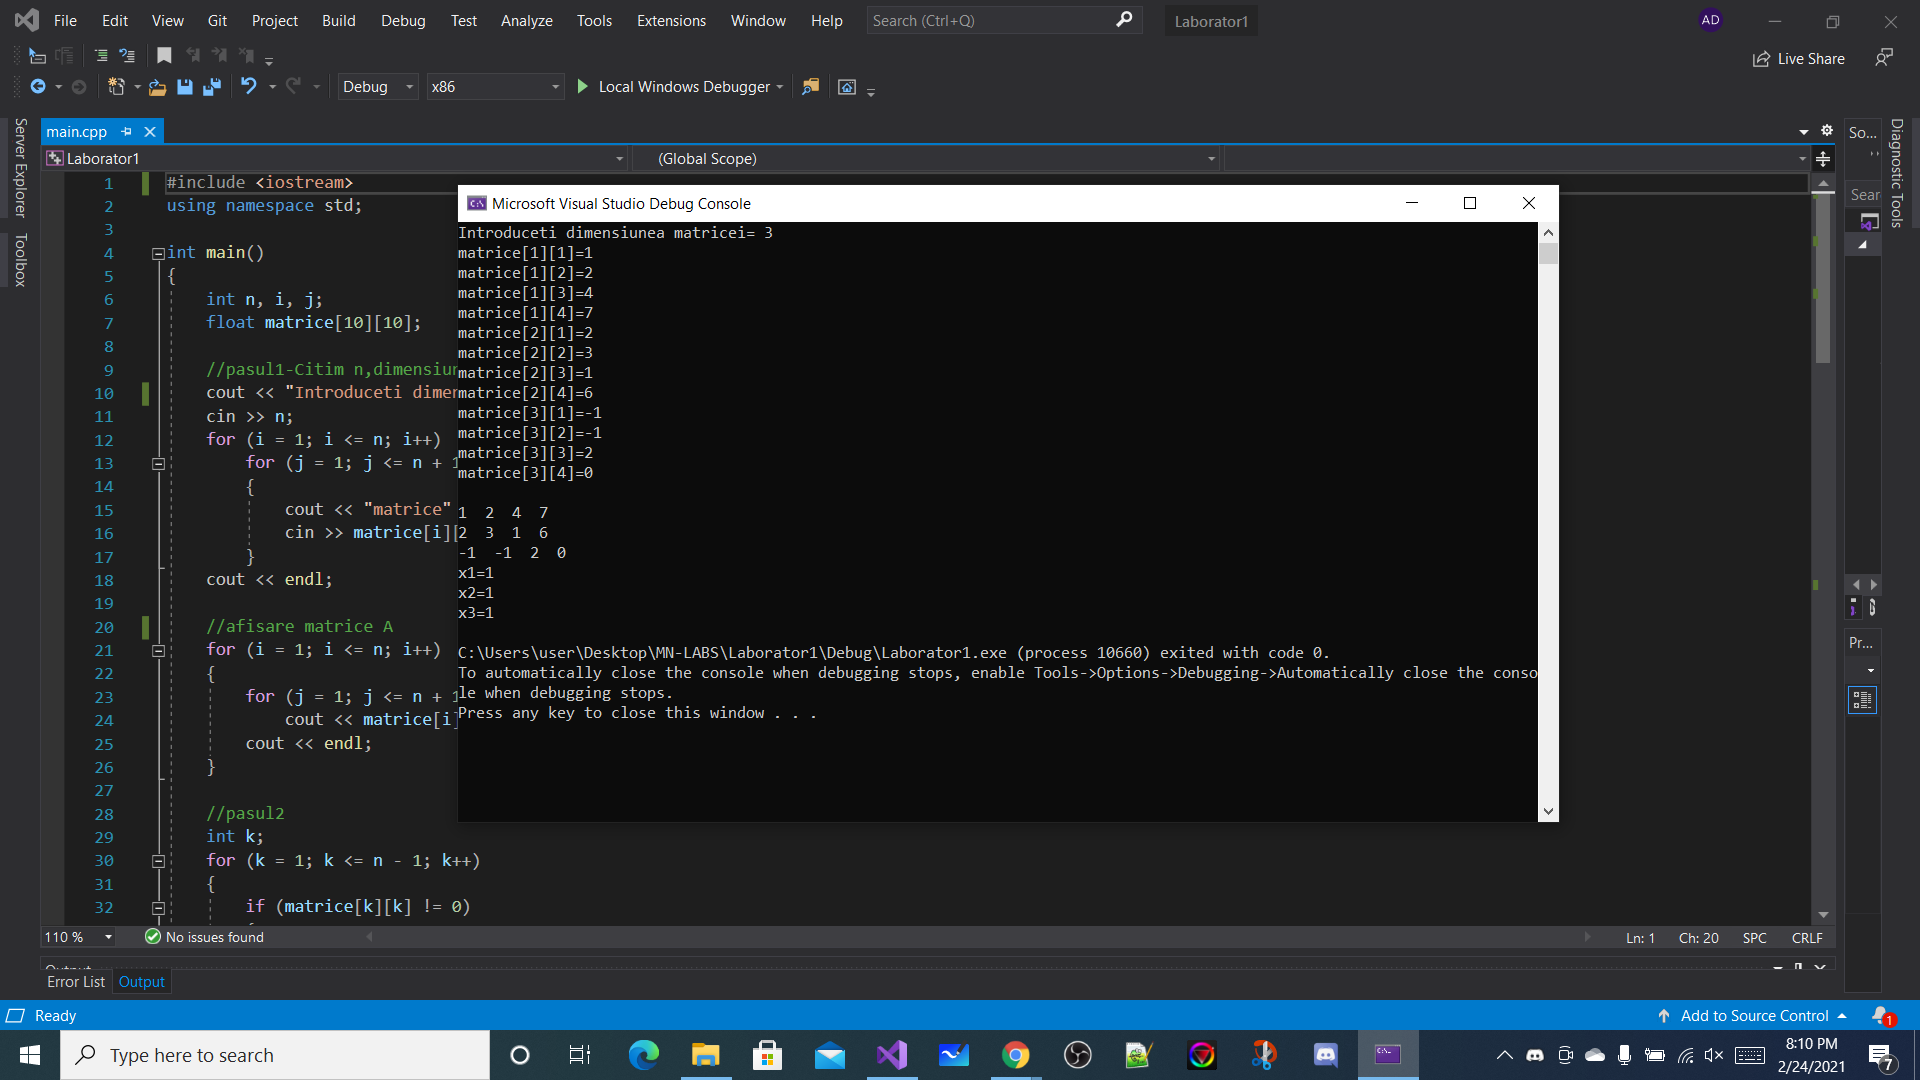 File Edit View Git Project Build Debug Test Analyze Tools Extensions Window Help Search (Ctrl+Q) Laborator1 AD
Live Share
Debug x86 Local Windows Debugger
Server Explorer
Toolbox
main.cpp
Laborator1 (Global Scope)
1 #include <iostream>
2 using namespace std;
3
4 int main()
5 {
6 int n, i, j;
7 float matrice[10][10];
8
9 //pasul1-Citim n,dimensiun
10 cout << "Introduceti dimen
11 cin >> n;
12 for (i = 1; i <= n; i++)
13 for (j = 1; j <= n + 1
14 {
15 cout << "matrice"
16 cin >> matrice[i][
17 }
18 cout << endl;
19
20 //afisare matrice A
21 for (i = 1; i <= n; i++)
22 {
23 for (j = 1; j <= n + 1
24 cout << matrice[i]
25 cout << endl;
26 }
27
28 //pasul2
29 int k;
30 for (k = 1; k <= n - 1; k++)
31 {
32 if (matrice[k][k] != 0)
Microsoft Visual Studio Debug Console
Introduceti dimensiunea matricei= 3
matrice[1][1]=1
matrice[1][2]=2
matrice[1][3]=4
matrice[1][4]=7
matrice[2][1]=2
matrice[2][2]=3
matrice[2][3]=1
matrice[2][4]=6
matrice[3][1]=-1
matrice[3][2]=-1
matrice[3][3]=2
matrice[3][4]=0
1 2 4 7
2 3 1 6
-1 -1 2 0
x1=1
x2=1
x3=1
C:\Users\user\Desktop\MN-LABS\Laborator1\Debug\Laborator1.exe (process 10660) exited with code 0.
To automatically close the console when debugging stops, enable Tools->Options->Debugging->Automatically close the conso
le when debugging stops.
Press any key to close this window . . .
So...
Sear
Pr...
Diagnostic Tools
110 % No issues found Ln: 1 Ch: 20 SPC CRLF
Output
Error List Output
Ready Add to Source Control 1
Type here to search 8:10 PM
2/24/2021 7